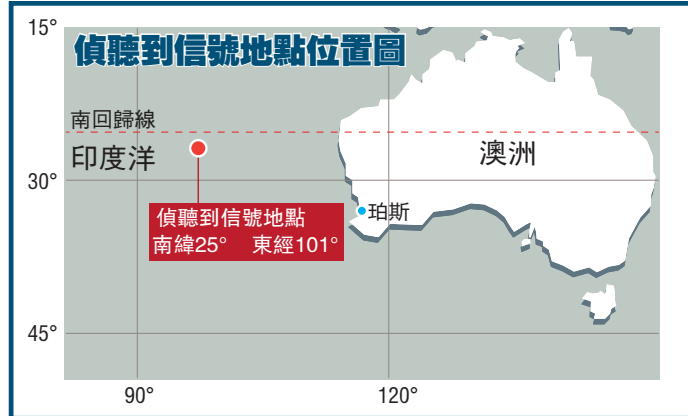 15°
偵聽到信號地點位置圖
南回歸線
印度洋
澳洲
30°
珀斯
偵聽到信號地點
南緯25° 東經101°
45°
90°
120°